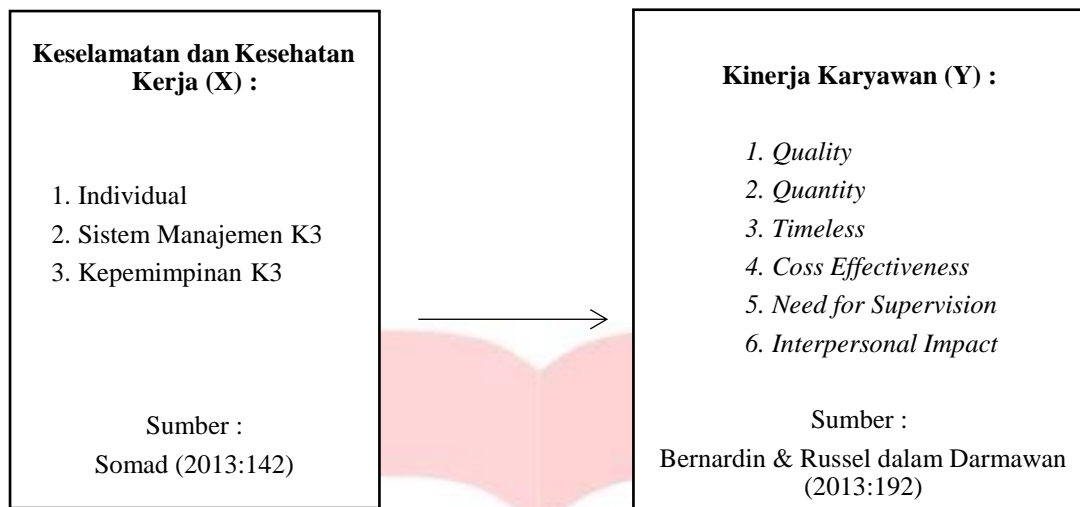 Keselamatan dan Kesehatan
Kerja (X) :
1. Individual
2. Sistem Manajemen K3
3. Kepemimpinan K3
Sumber :
Somad (2013:142)
Kinerja Karyawan (Y) :
1. Quality
2. Quantity
3. Timeless
4. Coss Effectiveness
5. Need for Supervision
6. Interpersonal Impact
Sumber :
Bernardin & Russel dalam Darmawan
(2013:192)